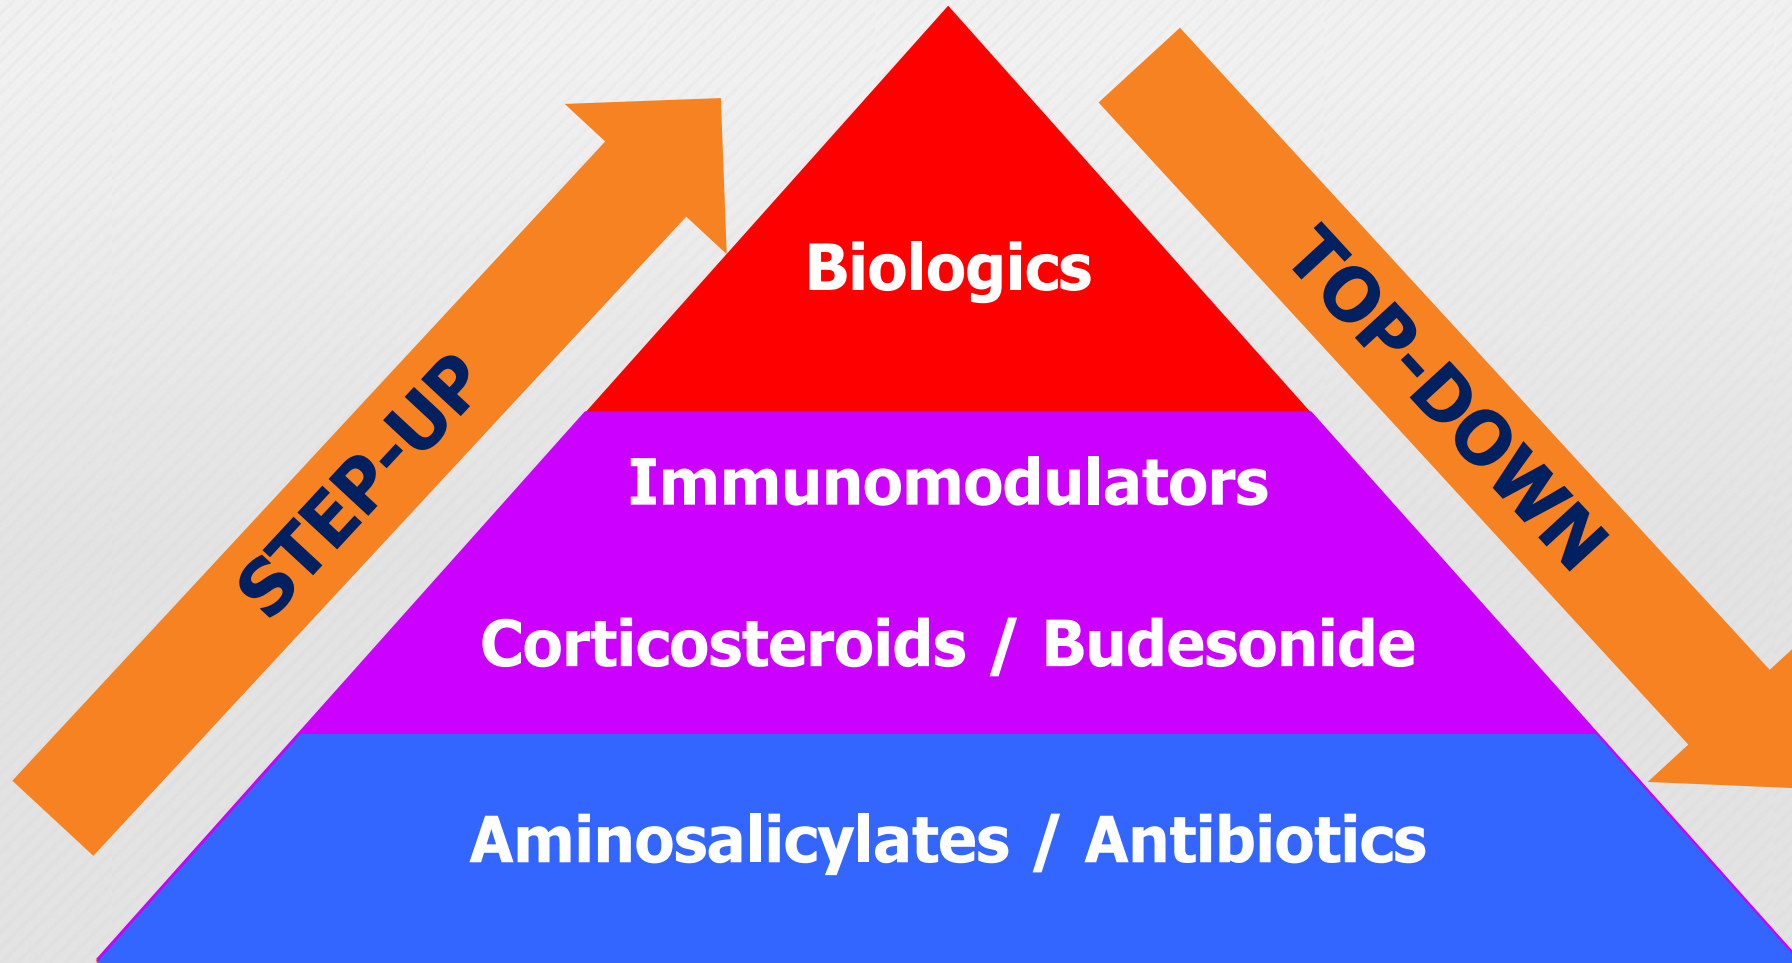 STEP-UP
Biologics
TOP-DOWN
Immunomodulators
Corticosteroids / Budesonide
Aminosalicylates / Antibiotics